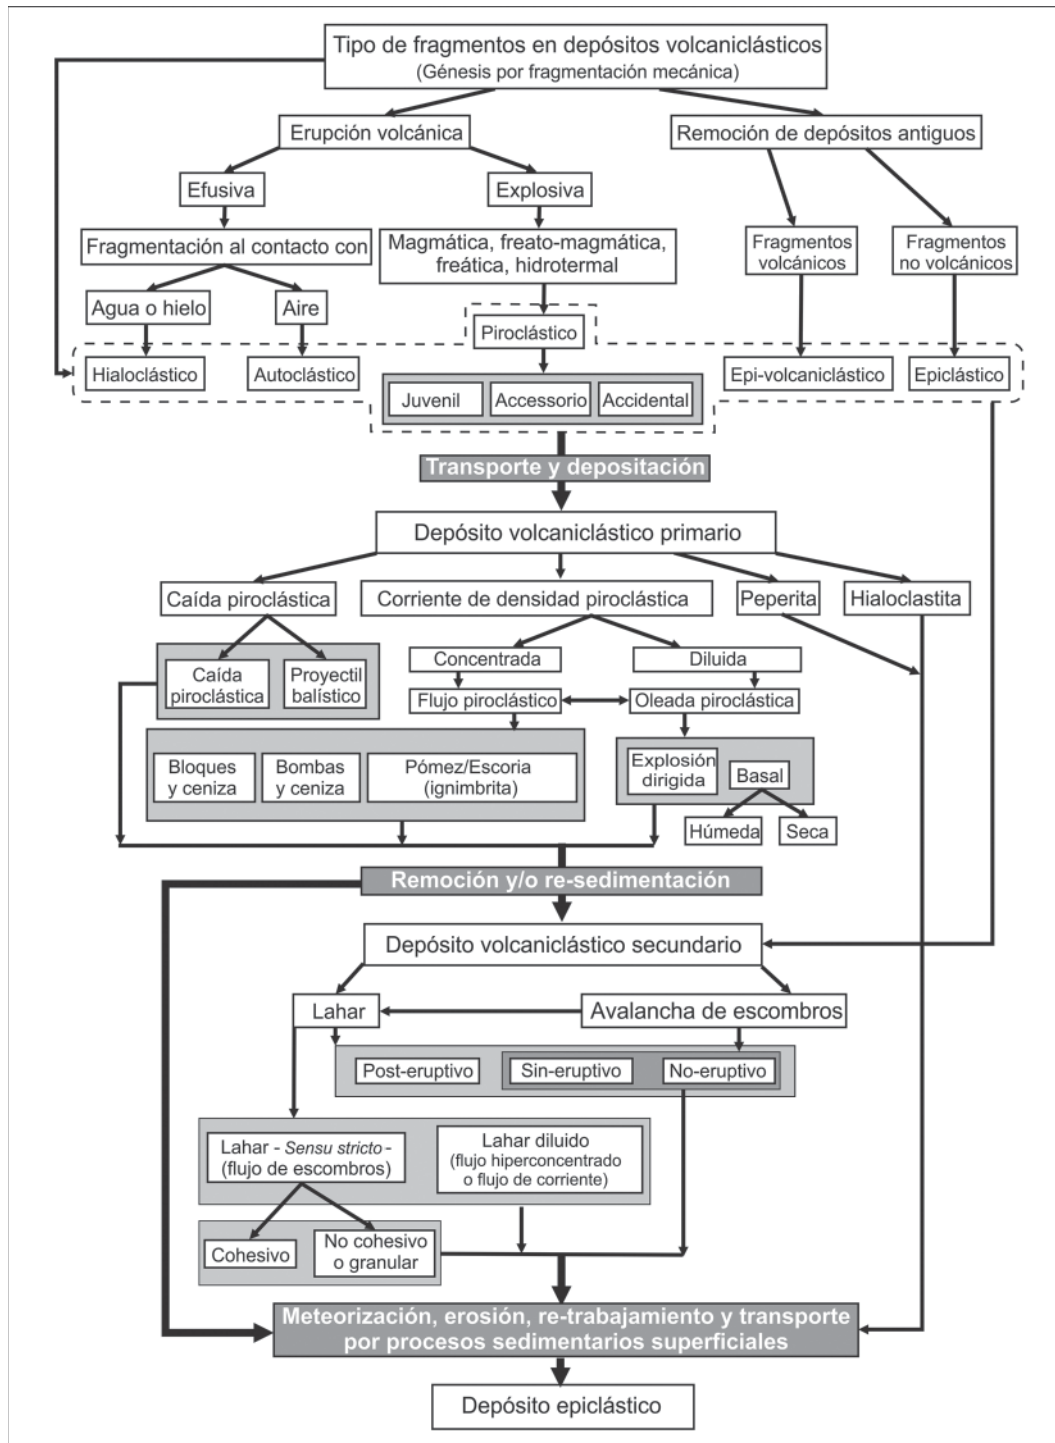 Tipo de fragmentos en depósitos volcaniclásticos
(Génesis por fragmentación mecánica)
Erupción volcánica
Remoción de depósitos antiguos
Efusiva
Explosiva
Fragmentación al contacto con
Magmática, freato-magmática,
freática, hidrotermal
Fragmentos
volcánicos
Fragmentos
no volcánicos
Agua o hielo
Aire
Piroclástico
Hialoclástico
Autoclástico
Epi-volcaniclástico
Epiclástico
Juvenil
Accessorio
Accidental
Transporte y depositación
Depósito volcaniclástico primario
Caída piroclástica
Corriente de densidad piroclástica
Peperita
Hialoclastita
Concentrada
Diluida
Caída
piroclástica
Proyectil
balístico
Flujo piroclástico
Oleada piroclástica
Bloques
y ceniza
Bombas
y ceniza
Pómez/Escoria
(ignimbrita)
Explosión
dirigida
Basal
Húmeda
Seca
Remoción y/o re-sedimentación
Depósito volcaniclástico secundario
Lahar
Avalancha de escombros
Post-eruptivo
Sin-eruptivo
No-eruptivo
Lahar - Sensu stricto -
(flujo de escombros)
Lahar diluido
(flujo hiperconcentrado
o flujo de corriente)
Cohesivo
No cohesivo
o granular
Meteorización, erosión, re-trabajamiento y transporte
por procesos sedimentarios superficiales
Depósito epiclástico